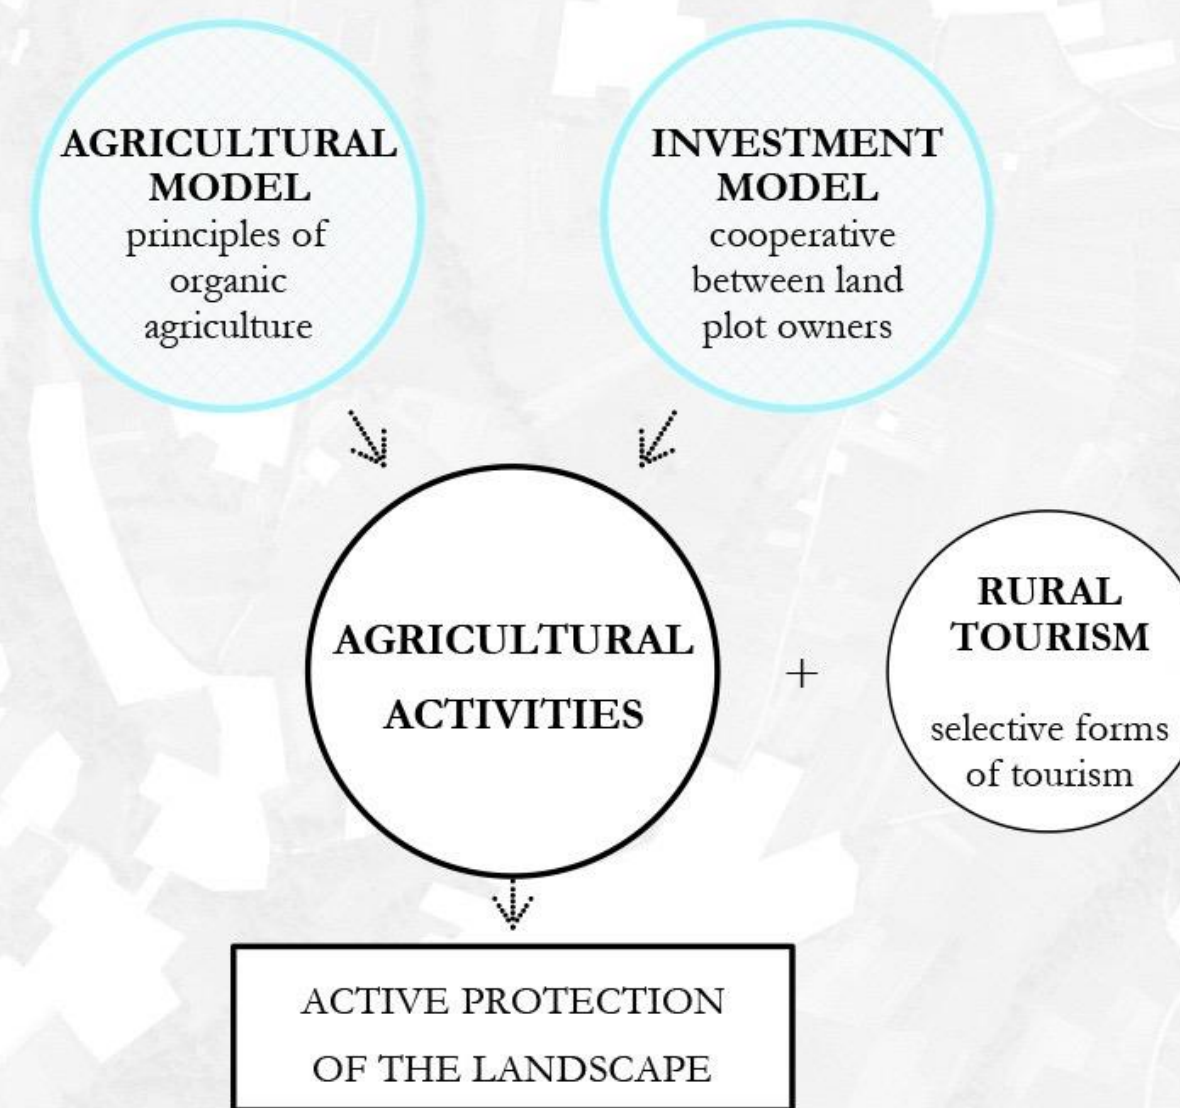 AGRICULTURAL
MODEL
principles of
organic
agriculture
INVESTMENT
MODEL
cooperative
between land
plot owners
AGRICULTURAL
ACTIVITIES
+
RURAL
TOURISM
selective forms
of tourism
ACTIVE PROTECTION
OF THE LANDSCAPE